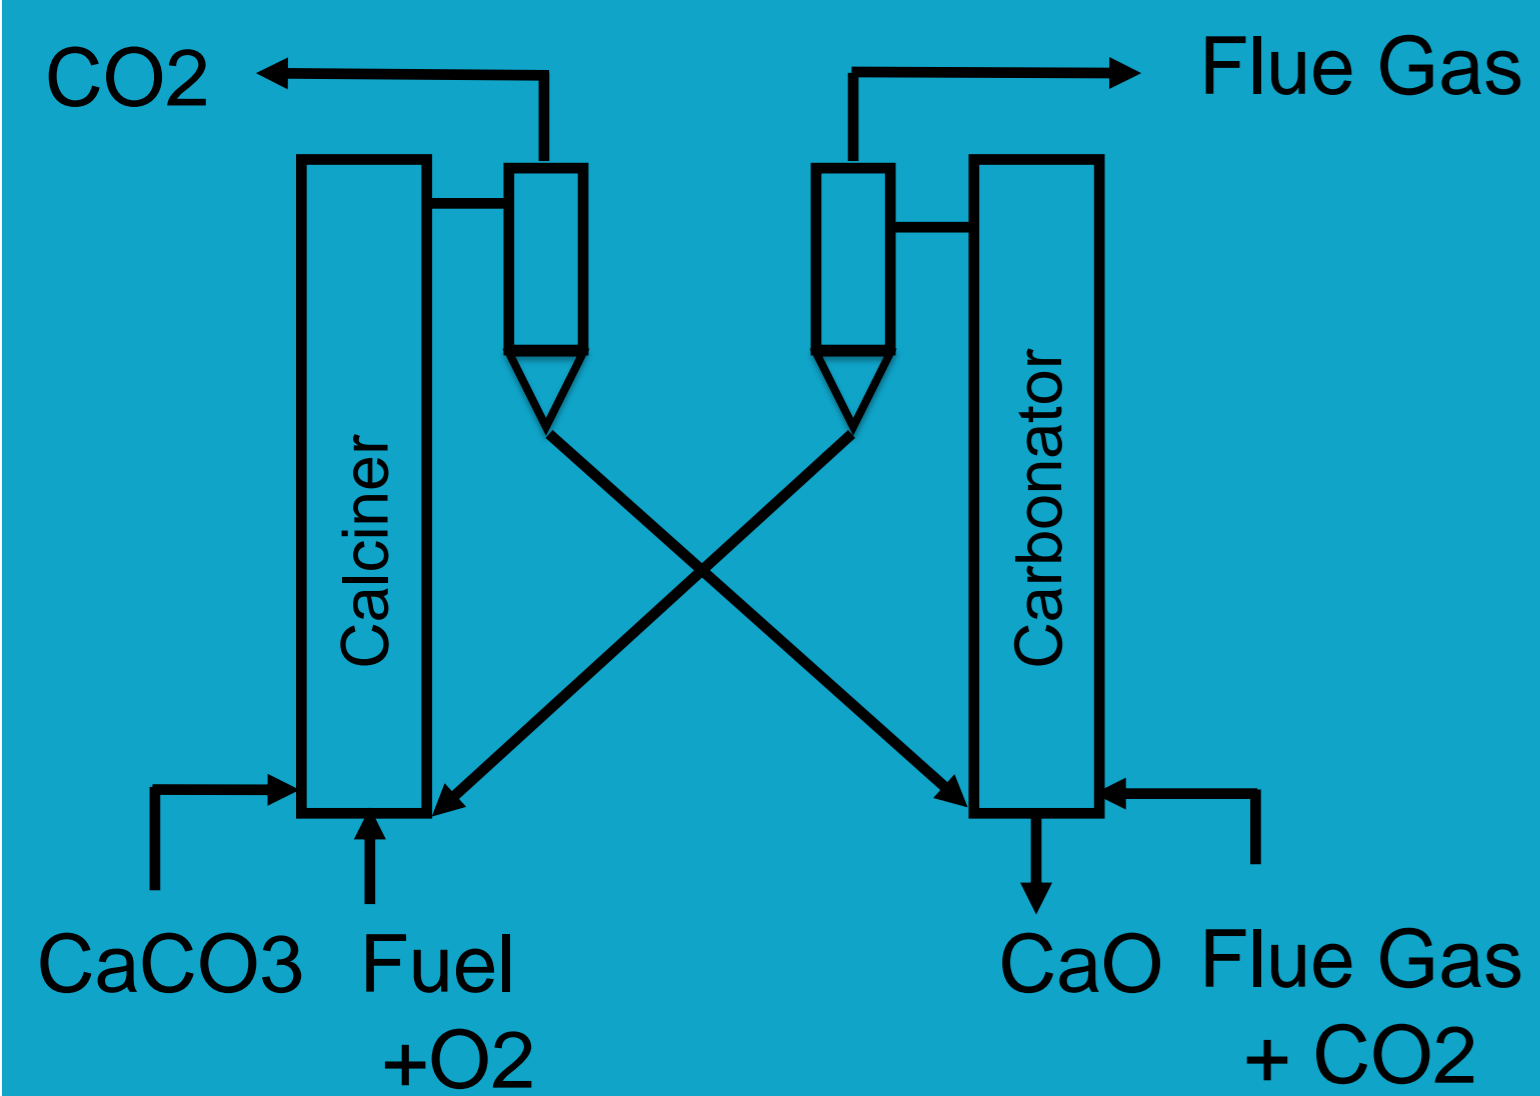 CO2
Flue Gas
Calciner
Carbonator
CaCO3
Fuel
+O2
CaO
Flue Gas
+ CO2